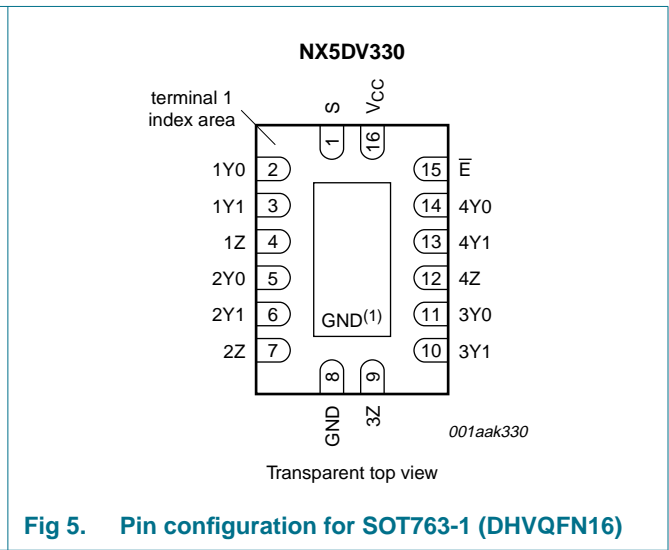 NX5DV330
terminal 1
index area
S
VCC
1
16
1Y0 2
15 E̅
1Y1 3
14 4Y0
1Z 4
13 4Y1
2Y0 5
12 4Z
2Y1 6
11 3Y0
2Z 7
10 3Y1
GND(1)
8
9
GND
3Z
001aak330
Transparent top view
Fig 5. Pin configuration for SOT763-1 (DHVQFN16)